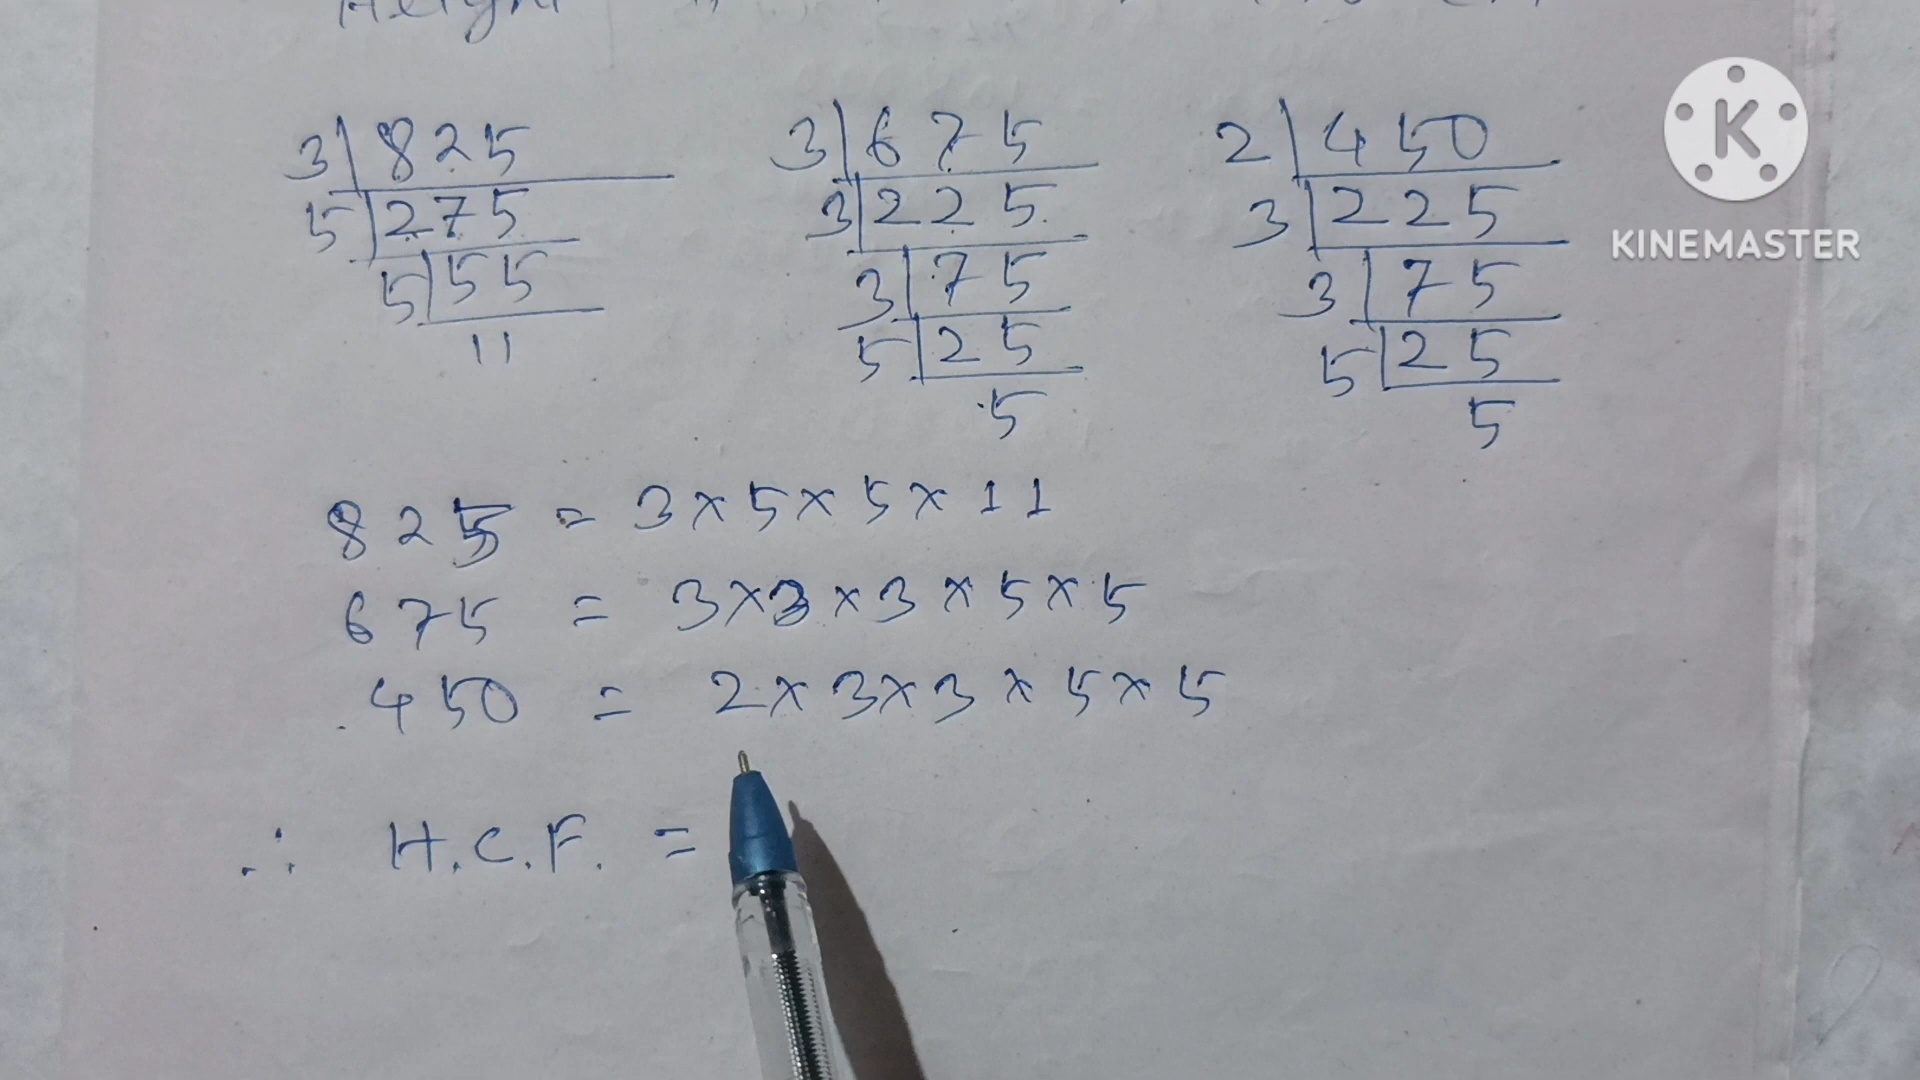 Height
3 825
5 275
5 55
11
3 675
3 225
3 75
5 25
5
2 450
3 225
3 75
5 25
5
KINEMASTER
825 = 3 × 5 × 5 × 11
675 = 3 × 3 × 3 × 5 × 5
450 = 2 × 3 × 3 × 5 × 5
∴ H.C.F. =